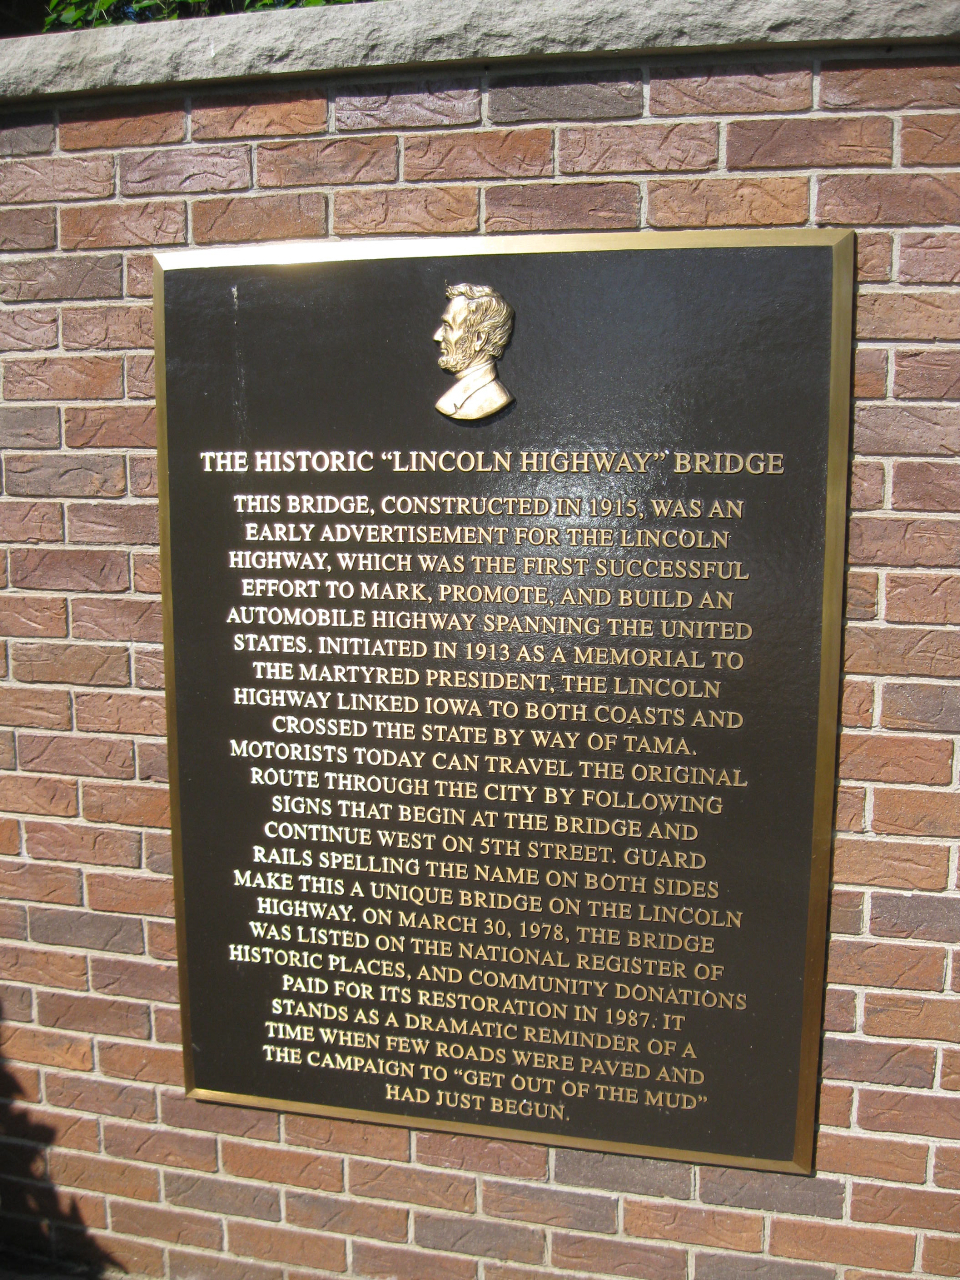 THE HISTORIC “LINCOLN HIGHWAY” BRIDGE
THIS BRIDGE, CONSTRUCTED IN 1915, WAS AN
EARLY ADVERTISEMENT FOR THE LINCOLN
HIGHWAY, WHICH WAS THE FIRST SUCCESSFUL
EFFORT TO MARK, PROMOTE, AND BUILD AN
AUTOMOBILE HIGHWAY SPANNING THE UNITED
STATES. INITIATED IN 1913 AS A MEMORIAL TO
THE MARTYRED PRESIDENT, THE LINCOLN
HIGHWAY LINKED IOWA TO BOTH COASTS AND
CROSSED THE STATE BY WAY OF TAMA.
MOTORISTS TODAY CAN TRAVEL THE ORIGINAL
ROUTE THROUGH THE CITY BY FOLLOWING
SIGNS THAT BEGIN AT THE BRIDGE AND
CONTINUE WEST ON 5TH STREET. GUARD
RAILS SPELLING THE NAME ON BOTH SIDES
MAKE THIS A UNIQUE BRIDGE ON THE LINCOLN
HIGHWAY. ON MARCH 30, 1978, THE BRIDGE
WAS LISTED ON THE NATIONAL REGISTER OF
HISTORIC PLACES, AND COMMUNITY DONATIONS
PAID FOR ITS RESTORATION IN 1987. IT
STANDS AS A DRAMATIC REMINDER OF A
TIME WHEN FEW ROADS WERE PAVED AND
THE CAMPAIGN TO “GET OUT OF THE MUD”
HAD JUST BEGUN.